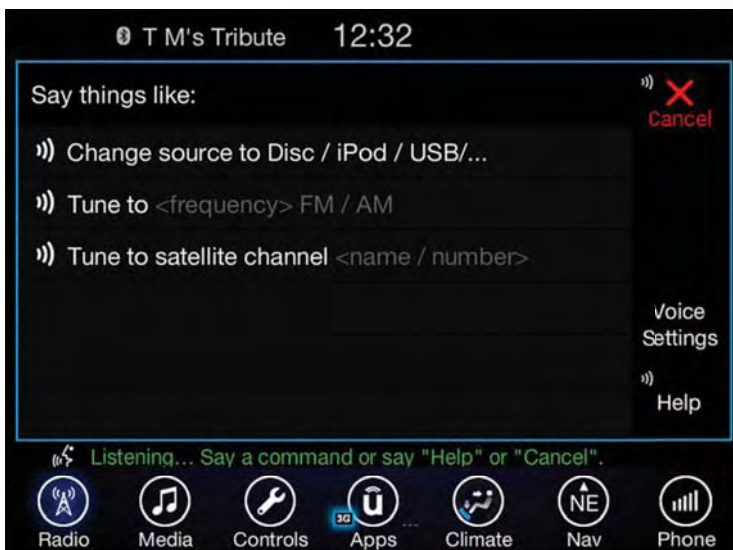 T M's Tribute 12:32
Say things like:
Cancel
Change source to Disc / iPod / USB/...
Tune to <frequency> FM / AM
Tune to satellite channel <name / number>
Voice
Settings
Help
Listening... Say a command or say "Help" or "Cancel".
3G
û
...
NE
Radio Media Controls Apps Climate Nav Phone